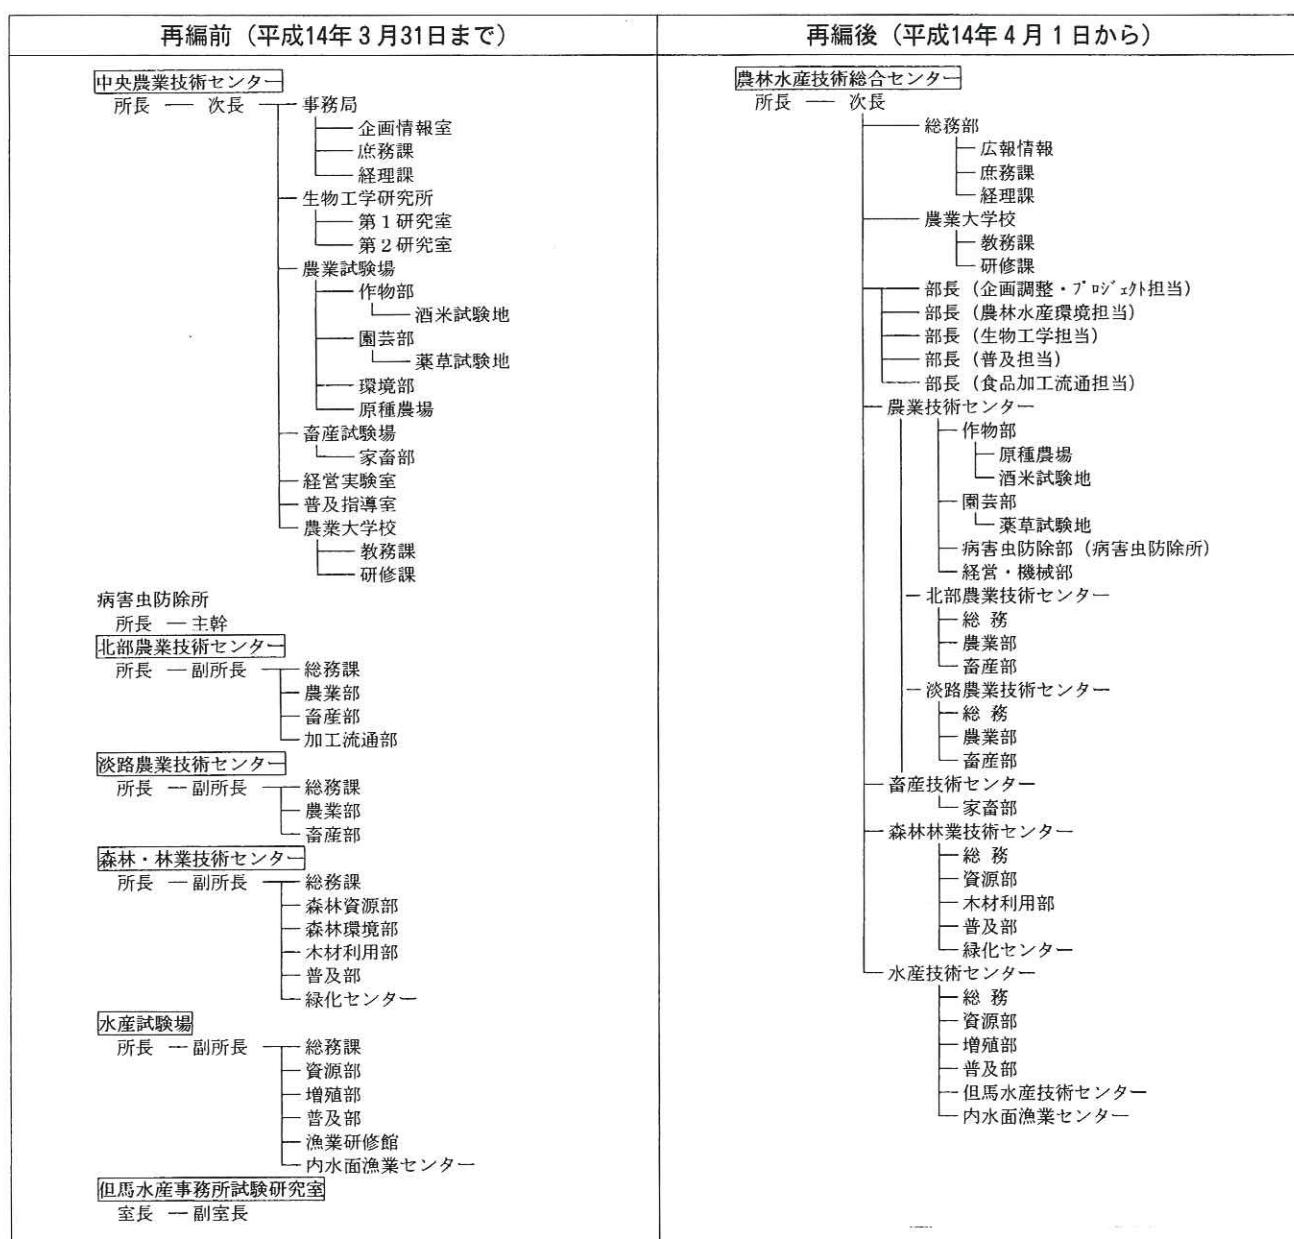 再編前（平成14年3月31日まで）
中央農業技術センター
所長 ― 次長
事務局
企画情報室
庶務課
経理課
生物工学研究所
第1研究室
第2研究室
農業試験場
作物部
酒米試験地
園芸部
薬草試験地
環境部
原種農場
畜産試験場
家畜部
経営実験室
普及指導室
農業大学校
教務課
研修課
病害虫防除所
所長 ― 主幹
北部農業技術センター
所長 ― 副所長
総務課
農業部
畜産部
加工流通部
淡路農業技術センター
所長 ― 副所長
総務課
農業部
畜産部
森林・林業技術センター
所長 ― 副所長
総務課
森林資源部
森林環境部
木材利用部
普及部
緑化センター
水産試験場
所長 ― 副所長
総務課
資源部
増殖部
普及部
漁業研修館
内水面漁業センター
但馬水産事務所試験研究室
室長 ― 副室長
再編後（平成14年4月1日から）
農林水産技術総合センター
所長 ― 次長
総務部
広報情報
庶務課
経理課
農業大学校
教務課
研修課
部長（企画調整・ﾌﾟﾛｼﾞｪｸﾄ担当）
部長（農林水産環境担当）
部長（生物工学担当）
部長（普及担当）
部長（食品加工流通担当）
農業技術センター
作物部
原種農場
酒米試験地
園芸部
薬草試験地
病害虫防除部（病害虫防除所）
経営・機械部
北部農業技術センター
総 務
農業部
畜産部
淡路農業技術センター
総 務
農業部
畜産部
畜産技術センター
家畜部
森林林業技術センター
総 務
資源部
木材利用部
普及部
緑化センター
水産技術センター
総 務
資源部
増殖部
普及部
但馬水産技術センター
内水面漁業センター